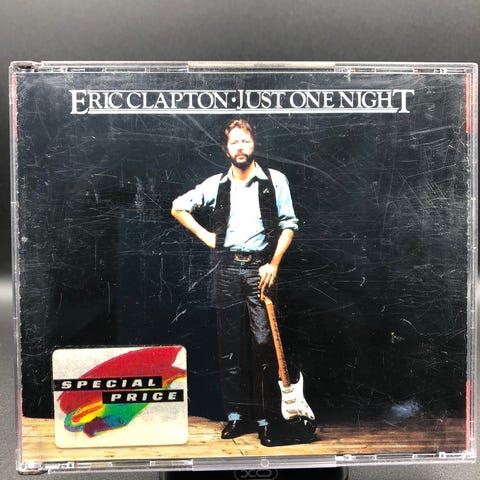 ERIC CLAPTON · JUST ONE NIGHT
SPECIAL
PRICE